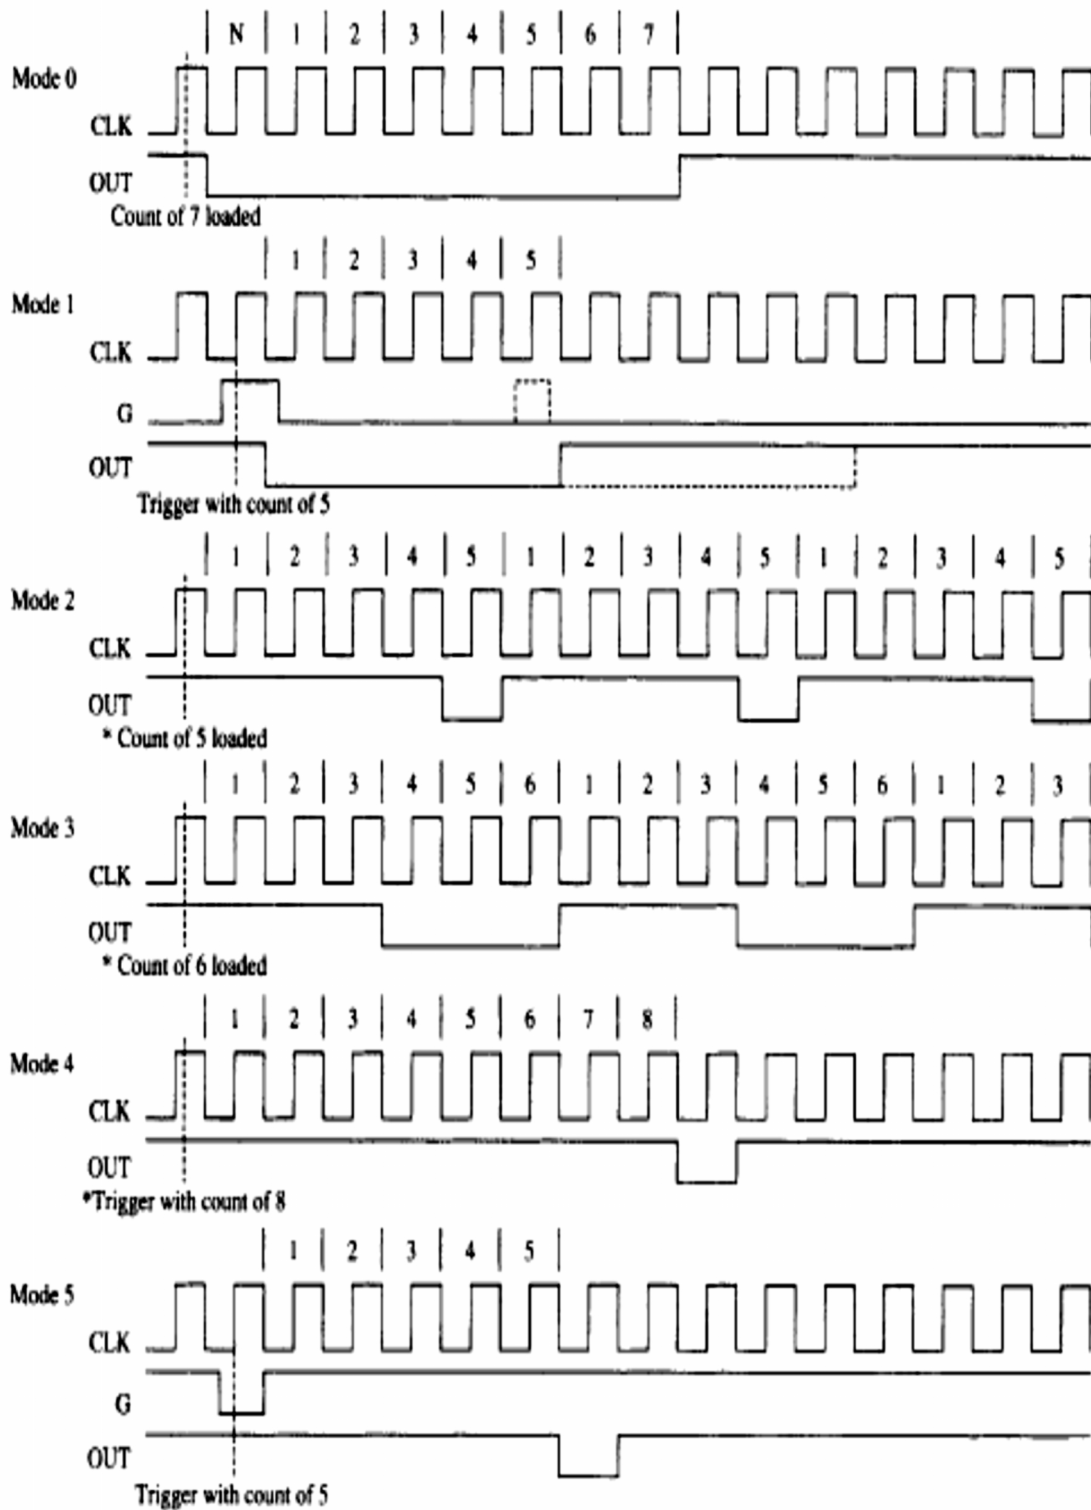 N 1 2 3 4 5 6 7
Mode 0
CLK
OUT
Count of 7 loaded
1 2 3 4 5
Mode 1
CLK
G
OUT
Trigger with count of 5
1 2 3 4 5 1 2 3 4 5 1 2 3 4 5
Mode 2
CLK
OUT
* Count of 5 loaded
1 2 3 4 5 6 1 2 3 4 5 6 1 2 3
Mode 3
CLK
OUT
* Count of 6 loaded
1 2 3 4 5 6 7 8
Mode 4
CLK
OUT
*Trigger with count of 8
1 2 3 4 5
Mode 5
CLK
G
OUT
Trigger with count of 5